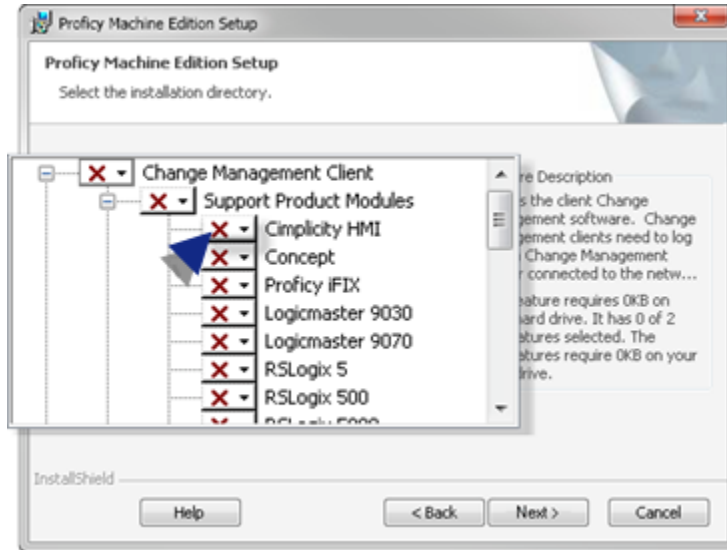 Proficy Machine Edition Setup
Proficy Machine Edition Setup
Select the installation directory.
Change Management Client
Support Product Modules
Cimplicity HMI
Concept
Proficy iFIX
Logicmaster 9030
Logicmaster 9070
RSLogix 5
RSLogix 500
re Description
s the client Change
gement software. Change
gement clients need to log
Change Management
r connected to the netw...
eature requires 0KB on
ard drive. It has 0 of 2
atures selected. The
atures require 0KB on your
drive.
InstallShield
Help
< Back
Next >
Cancel